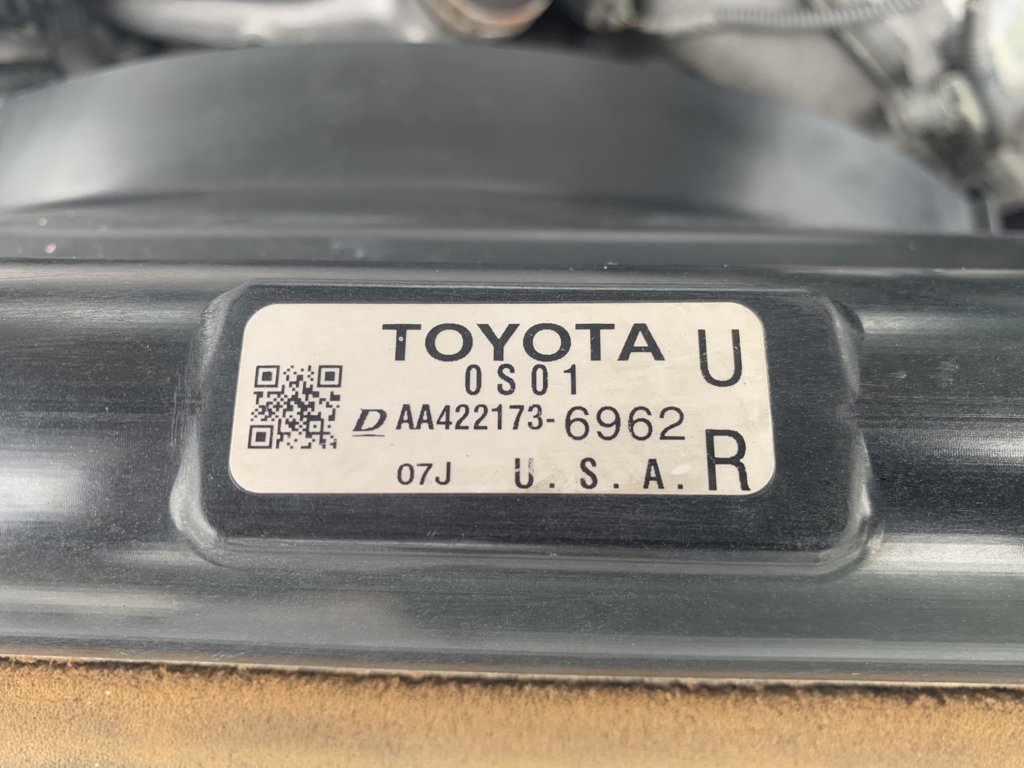 TOYOTA U
0S01
D AA422173-6962
07J U.S.A. R